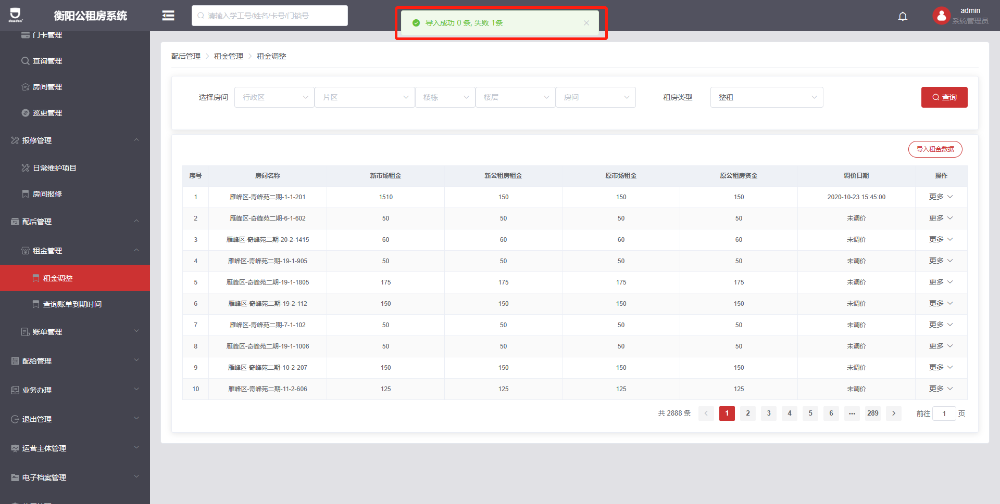 衡阳公租房系统
请输入学工号/姓名/卡号/门锁号
导入成功 0 条, 失败 1条
admin
系统管理员
门卡管理
查询管理
房间管理
巡更管理
报修管理
日常维护项目
房间报修
配后管理
租金管理
租金调整
查询账单到期时间
账单管理
配给管理
业务办理
退出管理
运营主体管理
电子档案管理
配后管理 > 租金管理 > 租金调整
选择房间 行政区 片区 楼栋 楼层 房间 租房类型 整租 查询
导入租金数据
序号 房间名称 新市场租金 新公租房租金 原市场租金 原公租房资金 调价日期 操作
1 雁峰区-奇峰苑二期-1-1-201 1510 150 150 150 2020-10-23 15:45:00 更多
2 雁峰区-奇峰苑二期-6-1-602 50 50 50 50 未调价 更多
3 雁峰区-奇峰苑二期-20-2-1415 60 60 60 60 未调价 更多
4 雁峰区-奇峰苑二期-19-1-905 50 50 50 50 未调价 更多
5 雁峰区-奇峰苑二期-19-1-1805 175 175 175 175 未调价 更多
6 雁峰区-奇峰苑二期-19-2-112 150 150 150 150 未调价 更多
7 雁峰区-奇峰苑二期-7-1-102 50 50 50 50 未调价 更多
8 雁峰区-奇峰苑二期-19-1-1006 50 50 50 50 未调价 更多
9 雁峰区-奇峰苑二期-10-2-207 150 150 150 150 未调价 更多
10 雁峰区-奇峰苑二期-11-2-606 125 125 125 125 未调价 更多
共 2888 条 < 1 2 3 4 5 6 ••• 289 > 前往 1 页